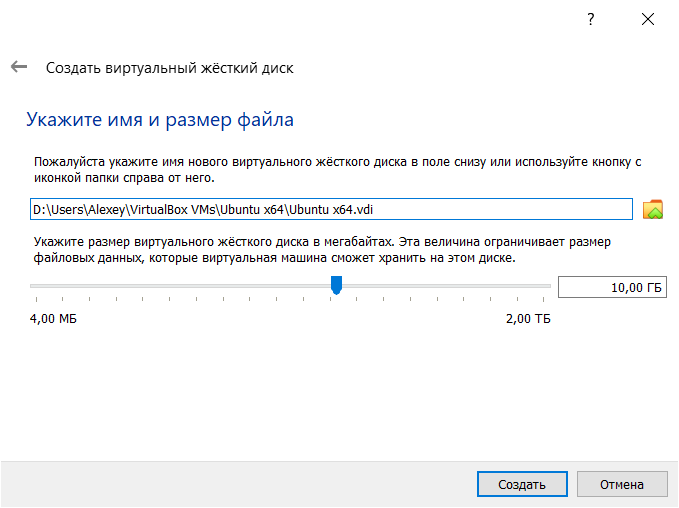 ?
Создать виртуальный жёсткий диск
Укажите имя и размер файла
Пожалуйста укажите имя нового виртуального жёсткого диска в поле снизу или используйте кнопку с
иконкой папки справа от него.
D:\Users\Alexey\VirtualBox VMs\Ubuntu x64\Ubuntu x64.vdi
Укажите размер виртуального жёсткого диска в мегабайтах. Эта величина ограничивает размер
файловых данных, которые виртуальная машина сможет хранить на этом диске.
10,00 ГБ
4,00 МБ 2,00 ТБ
Создать Отмена